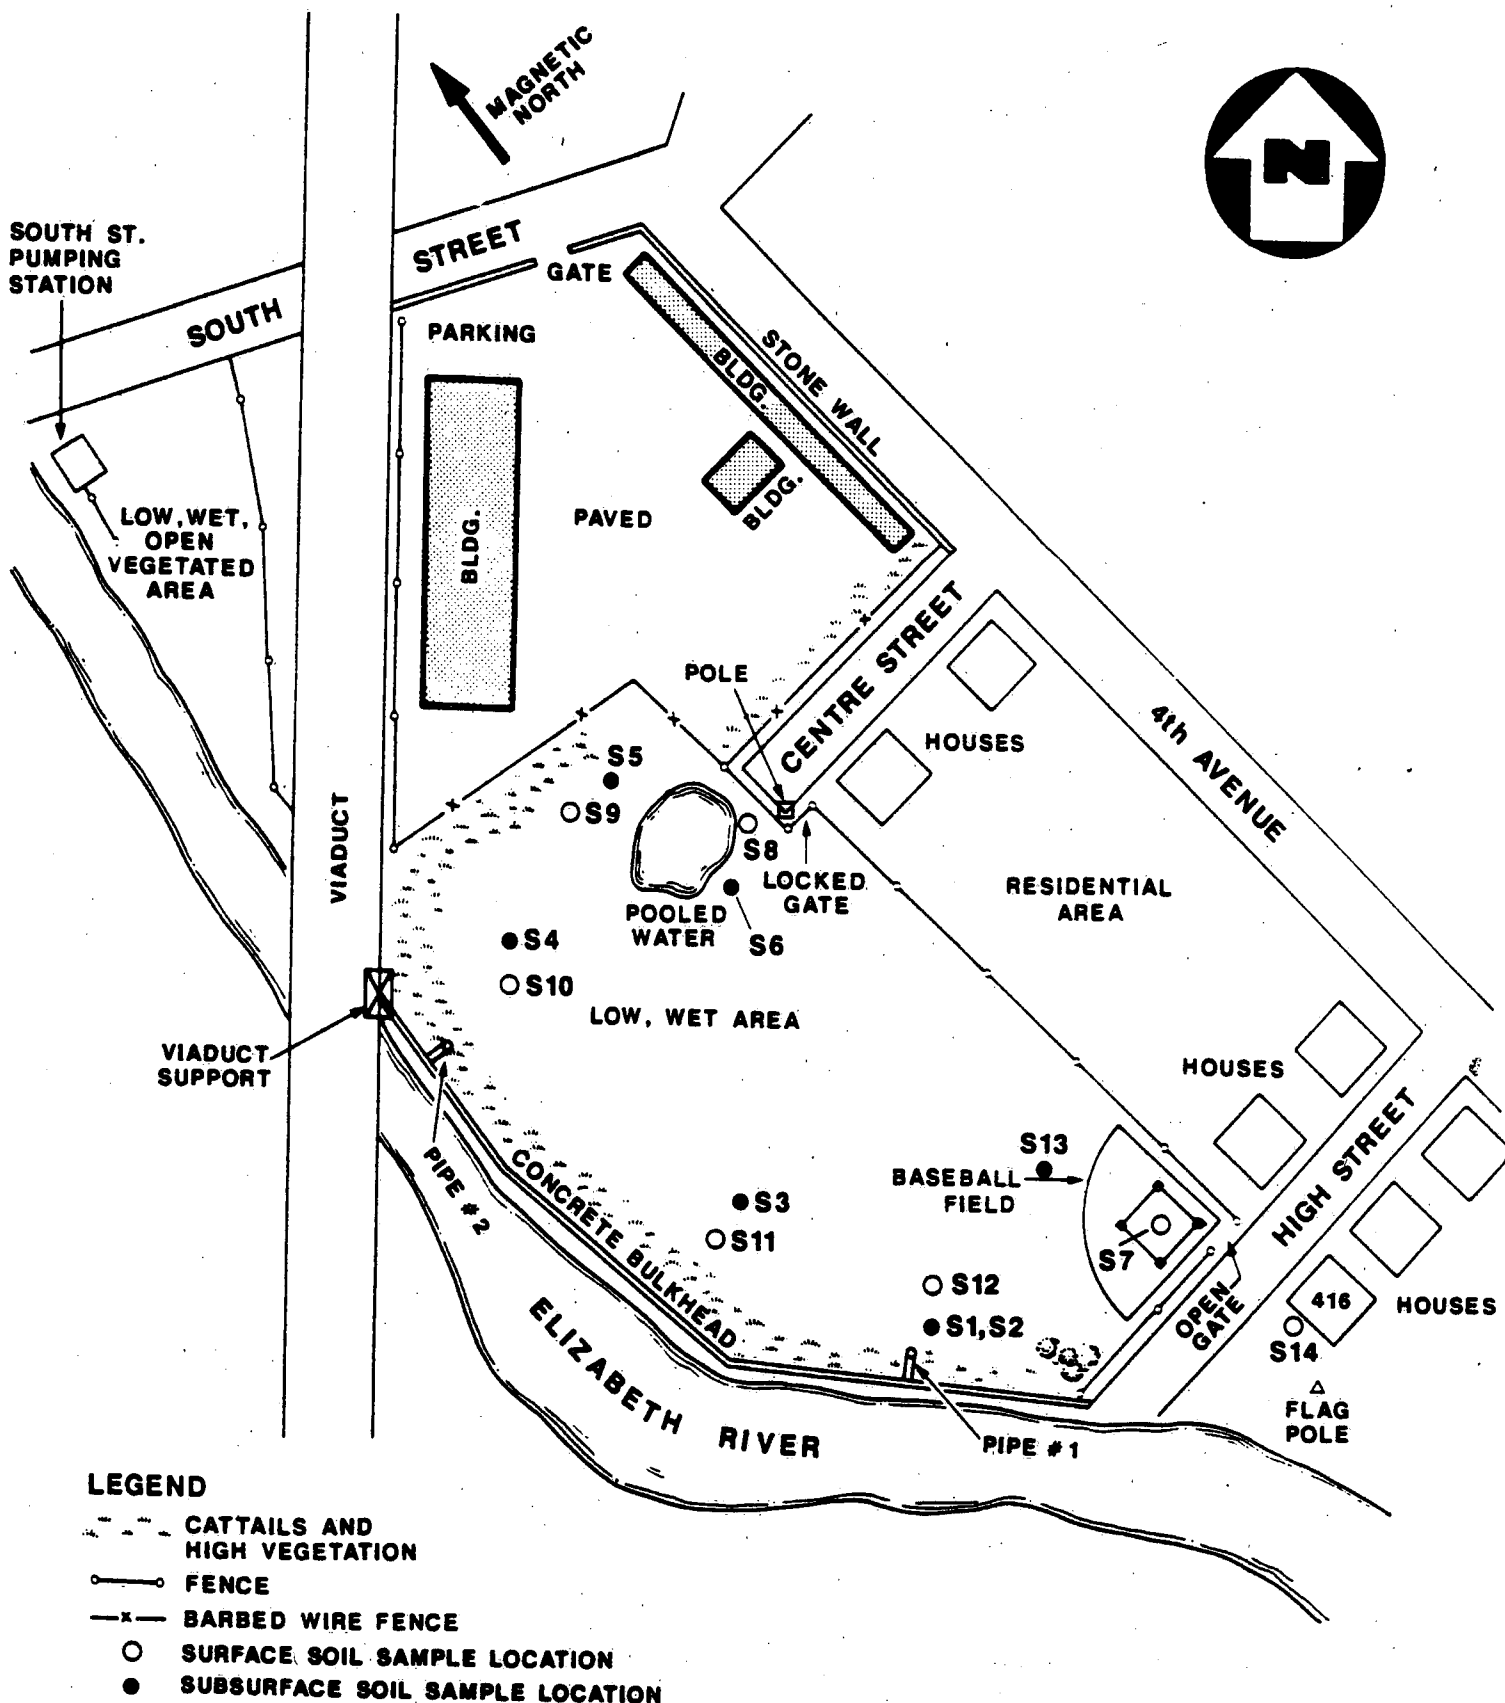 MAGNETIC
NORTH
N
SOUTH ST.
PUMPING
STATION
SOUTH
STREET
GATE
PARKING
STONE WALL
BLDG.
BLDG.
BLDG.
PAVED
LOW, WET,
OPEN
VEGETATED
AREA
POLE
CENTRE STREET
HOUSES
4th AVENUE
S5
S9
S8
VIADUCT
LOCKED
GATE
RESIDENTIAL
AREA
POOLED
WATER
S6
S4
S10
LOW, WET AREA
VIADUCT
SUPPORT
HOUSES
PIPE #2
CONCRETE BULKHEAD
S13
BASEBALL
FIELD
HIGH STREET
S3
S11
S7
S12
S1,S2
OPEN
GATE
416
HOUSES
S14
FLAG
POLE
ELIZABETH RIVER
PIPE #1
LEGEND
CATTAILS AND
HIGH VEGETATION
FENCE
BARBED WIRE FENCE
SURFACE SOIL SAMPLE LOCATION
SUBSURFACE SOIL SAMPLE LOCATION